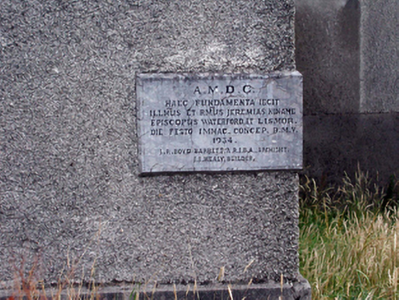 A. M. D. G.
HAEC FUNDAMENTA IECIT
ILLMUS ET RMUS JEREMIAS KINANE
EPISCOPUS WATERFORD. ET LISMOR.
DIE FESTO IMMAC. CONCEP. B.M.V.
1934.
BOYD BARRETT, A.R.I.B.A. ARCHITECT.
HEARY, BUILDER.